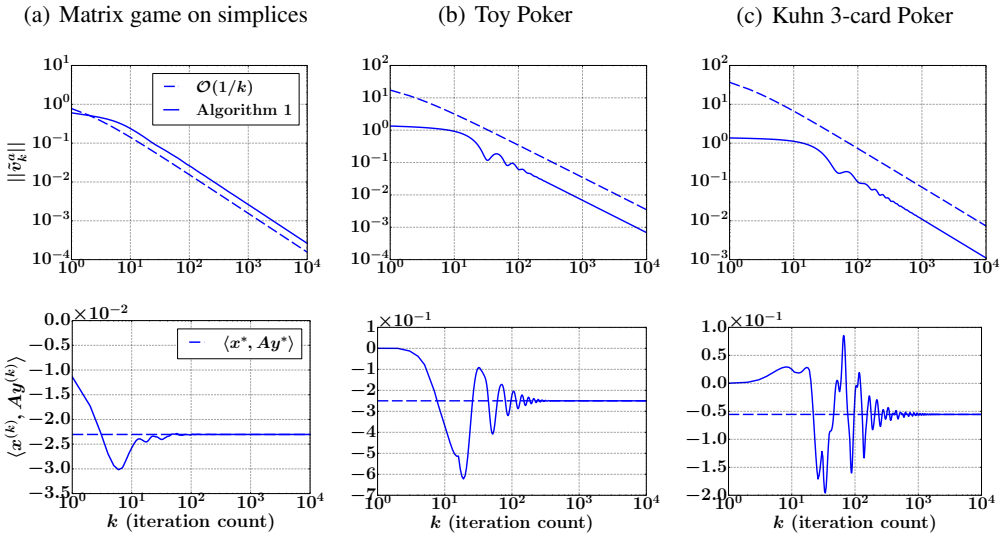 (a) Matrix game on simplices
(b) Toy Poker
(c) Kuhn 3-card Poker
||ṽₖᵃ||
10¹
10⁰
10⁻¹
10⁻²
10⁻³
10⁻⁴
10⁰ 10¹ 10² 10³ 10⁴
O(1/k)
Algorithm 1
10²
10¹
10⁰
10⁻¹
10⁻²
10⁻³
10⁻⁴
10⁰ 10¹ 10² 10³ 10⁴
10²
10¹
10⁰
10⁻¹
10⁻²
10⁻³
10⁰ 10¹ 10² 10³ 10⁴
⟨x⁽ᵏ⁾, Ay⁽ᵏ⁾⟩
×10⁻²
0.0
−0.5
−1.0
−1.5
−2.0
−2.5
−3.0
−3.5
10⁰ 10¹ 10² 10³ 10⁴
k (iteration count)
⟨x*, Ay*⟩
×10⁻¹
1
0
−1
−2
−3
−4
−5
−6
−7
10⁰ 10¹ 10² 10³ 10⁴
k (iteration count)
×10⁻¹
1.0
0.5
0.0
−0.5
−1.0
−1.5
−2.0
10⁰ 10¹ 10² 10³ 10⁴
k (iteration count)